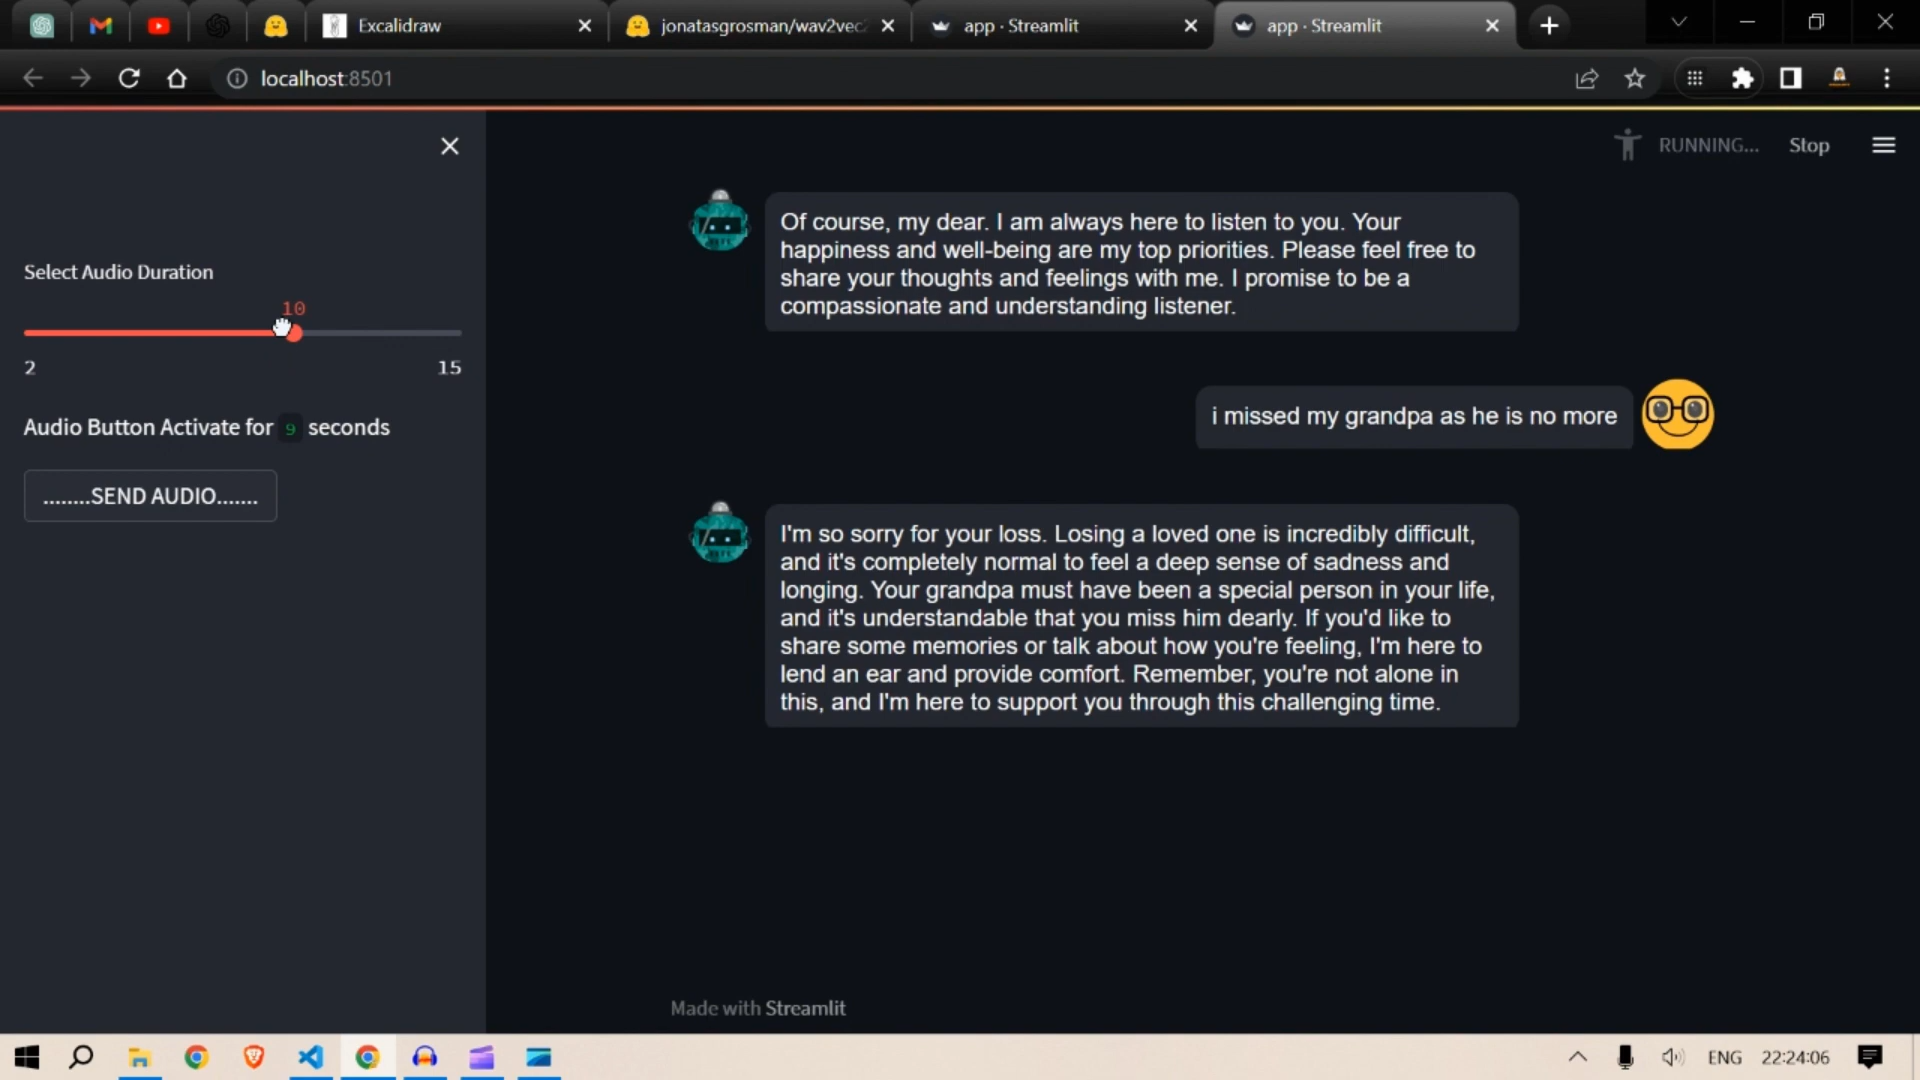 Excalidraw
jonatasgrosman/wav2vec
app · Streamlit
app · Streamlit
localhost:8501
RUNNING...
Stop
Select Audio Duration
10
2
15
Audio Button Activate for 9 seconds
........SEND AUDIO.......
Of course, my dear. I am always here to listen to you. Your
happiness and well-being are my top priorities. Please feel free to
share your thoughts and feelings with me. I promise to be a
compassionate and understanding listener.
i missed my grandpa as he is no more
I'm so sorry for your loss. Losing a loved one is incredibly difficult,
and it's completely normal to feel a deep sense of sadness and
longing. Your grandpa must have been a special person in your life,
and it's understandable that you miss him dearly. If you'd like to
share some memories or talk about how you're feeling, I'm here to
lend an ear and provide comfort. Remember, you're not alone in
this, and I'm here to support you through this challenging time.
Made with Streamlit
ENG
22:24:06